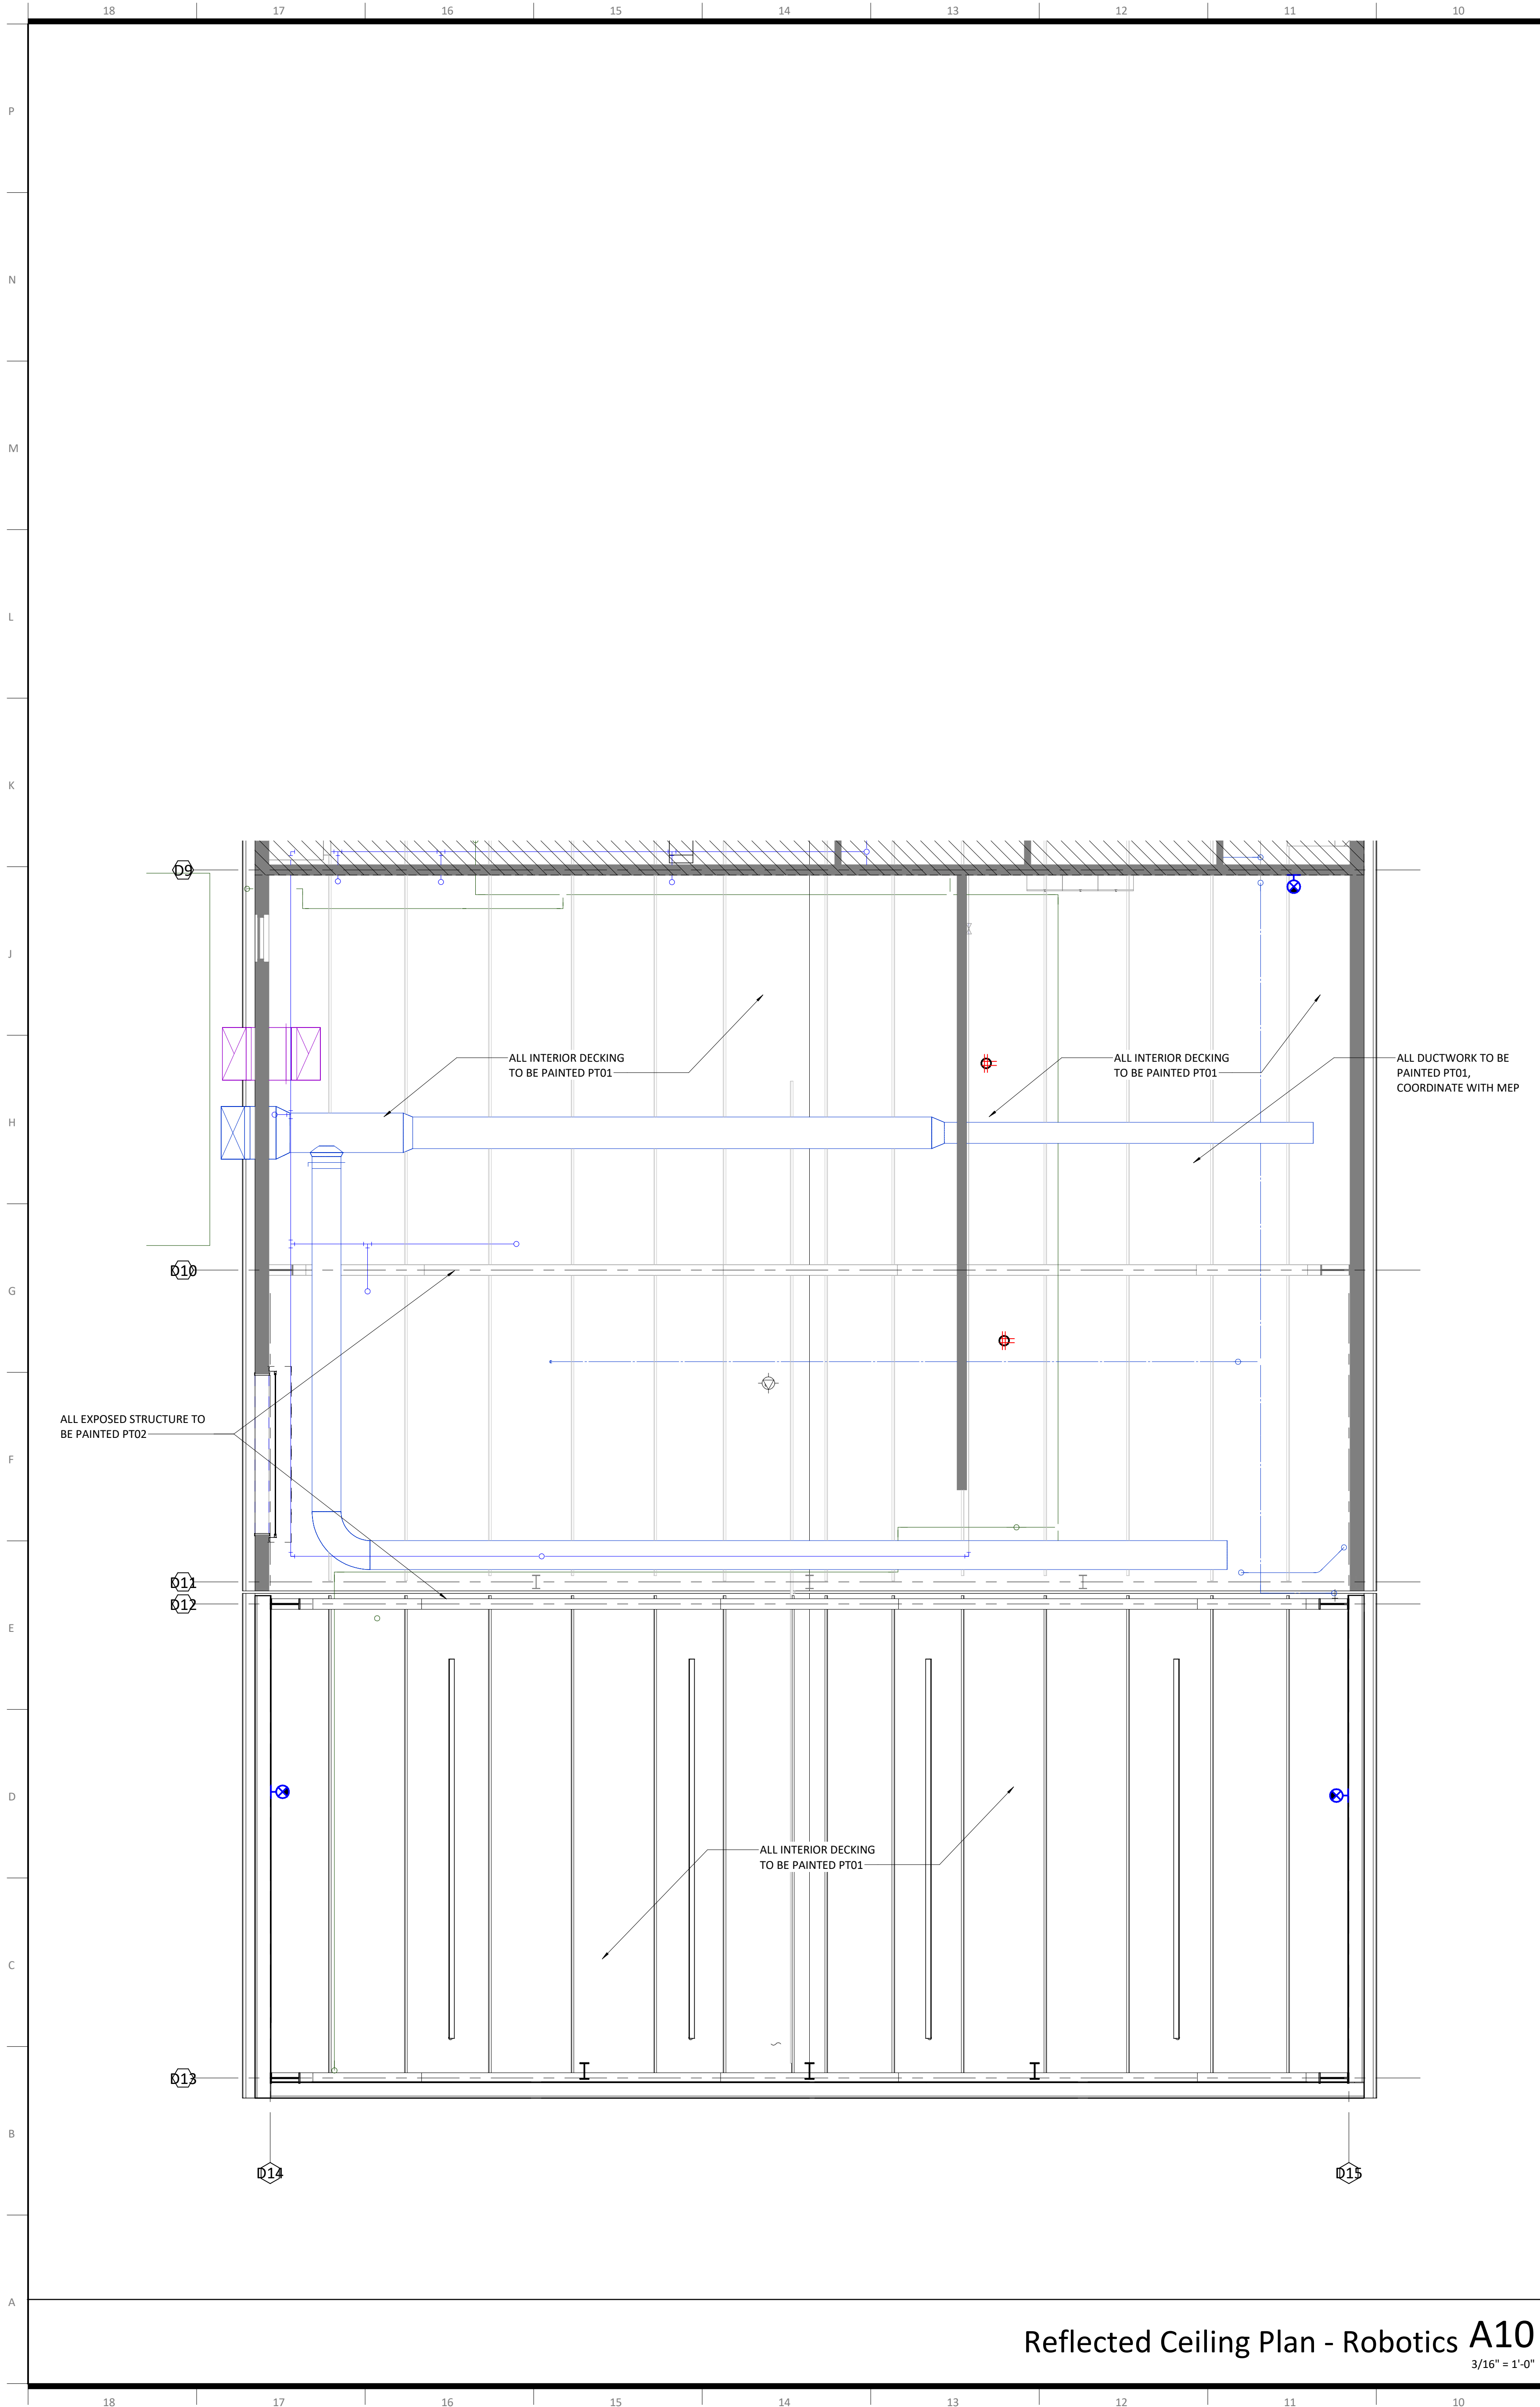 18 17 16 15 14 13 12 11 10
P
N
M
L
K
D9
J
ALL INTERIOR DECKING
TO BE PAINTED PT01
ALL INTERIOR DECKING
TO BE PAINTED PT01
ALL DUCTWORK TO BE
PAINTED PT01,
COORDINATE WITH MEP
H
D10
G
ALL EXPOSED STRUCTURE TO
BE PAINTED PT02
F
D11
D12
E
D
ALL INTERIOR DECKING
TO BE PAINTED PT01
C
D13
B
D14 D15
A
Reflected Ceiling Plan - Robotics A10
3/16" = 1'-0"
18 17 16 15 14 13 12 11 10